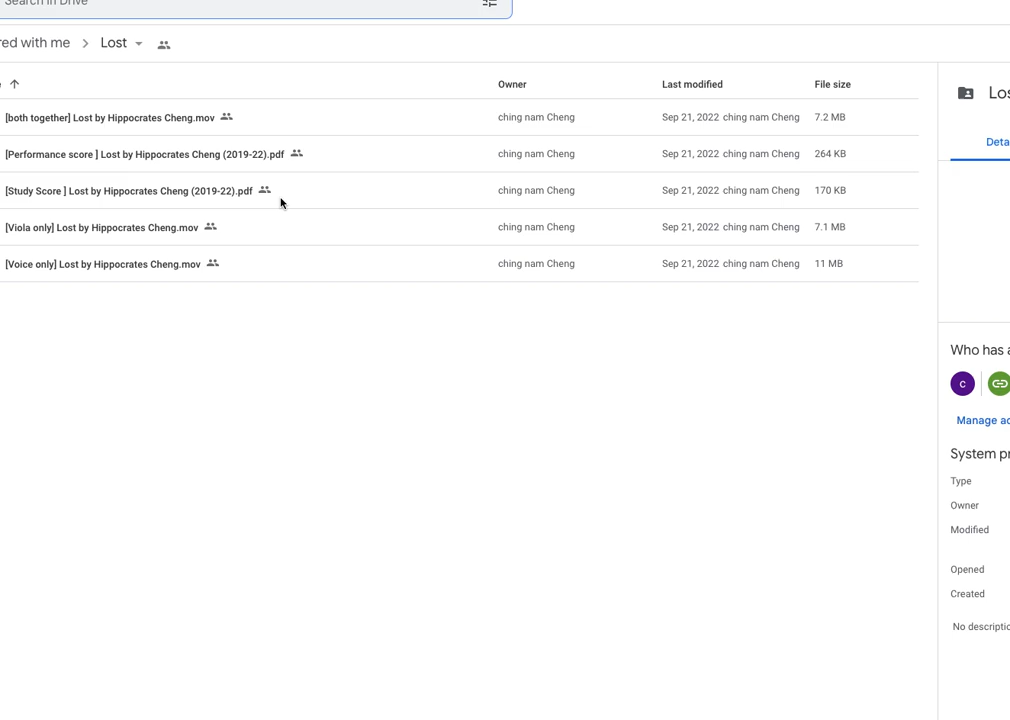 Search in Drive
red with me > Lost
Owner Last modified File size
[both together] Lost by Hippocrates Cheng.mov ching nam Cheng Sep 21, 2022 ching nam Cheng 7.2 MB
[Performance score ] Lost by Hippocrates Cheng (2019-22).pdf ching nam Cheng Sep 21, 2022 ching nam Cheng 264 KB
[Study Score ] Lost by Hippocrates Cheng (2019-22).pdf ching nam Cheng Sep 21, 2022 ching nam Cheng 170 KB
[Viola only] Lost by Hippocrates Cheng.mov ching nam Cheng Sep 21, 2022 ching nam Cheng 7.1 MB
[Voice only] Lost by Hippocrates Cheng.mov ching nam Cheng Sep 21, 2022 ching nam Cheng 11 MB
Los
Deta
Who has a
c
Manage ac
System pr
Type
Owner
Modified
Opened
Created
No descriptio